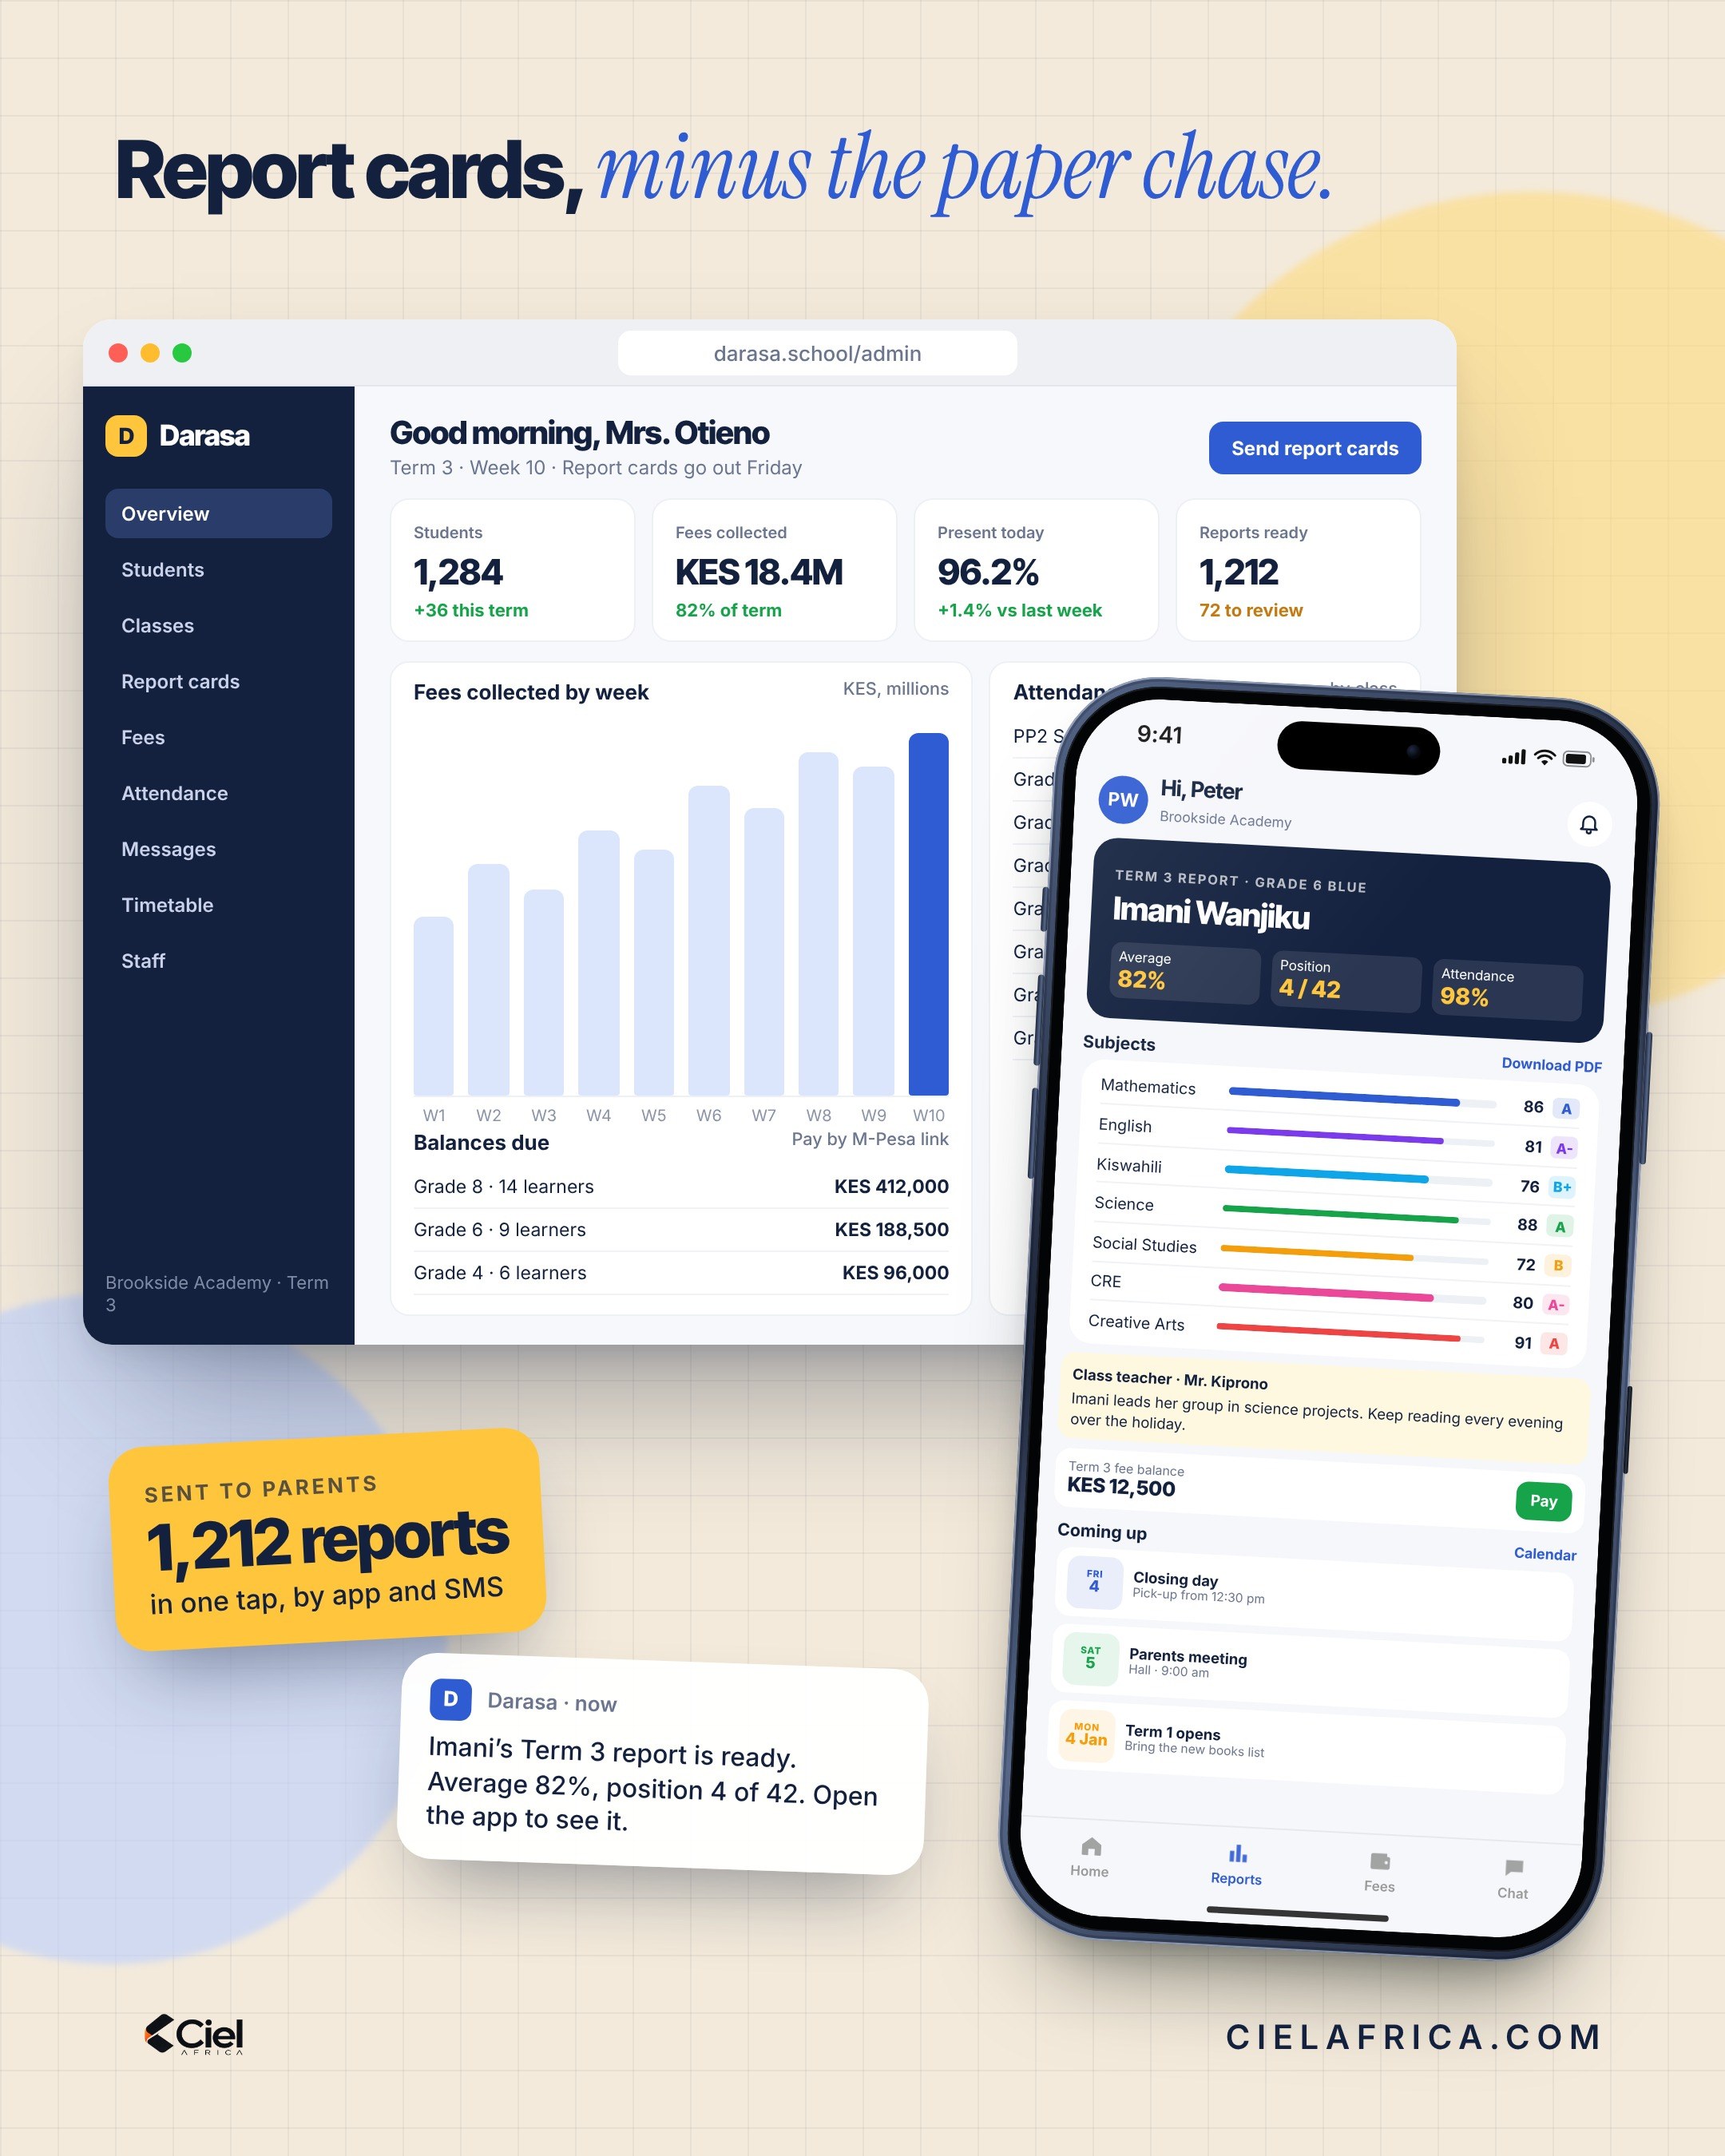 Report cards, minus the paper chase.
darasa.school/admin
D Darasa
Overview
Students
Classes
Report cards
Fees
Attendance
Messages
Timetable
Staff
Brookside Academy · Term
3
Good morning, Mrs. Otieno
Term 3 · Week 10 · Report cards go out Friday
Send report cards
Students
1,284
+36 this term
Fees collected
KES 18.4M
82% of term
Present today
96.2%
+1.4% vs last week
Reports ready
1,212
72 to review
Fees collected by week KES, millions
W1 W2 W3 W4 W5 W6 W7 W8 W9 W10
Balances due Pay by M-Pesa link
Grade 8 · 14 learners KES 412,000
Grade 6 · 9 learners KES 188,500
Grade 4 · 6 learners KES 96,000
by class
PP2
9:41
PW Hi, Peter
Brookside Academy
TERM 3 REPORT · GRADE 6 BLUE
Imani Wanjiku
Average
82%
Position
4 / 42
Attendance
98%
Subjects Download PDF
Mathematics 86 A
English 81 A-
Kiswahili 76 B+
Science 88 A
Social Studies 72 B
CRE 80 A-
Creative Arts 91 A
Class teacher · Mr. Kiprono
Imani leads her group in science projects. Keep reading every evening
over the holiday.
Term 3 fee balance
KES 12,500
Pay
Coming up Calendar
FRI
4
Closing day
Pick-up from 12:30 pm
SAT
5
Parents meeting
Hall · 9:00 am
MON
4 Jan
Term 1 opens
Bring the new books list
Home Reports Fees Chat
SENT TO PARENTS
1,212 reports
in one tap, by app and SMS
D Darasa · now
Imani’s Term 3 report is ready.
Average 82%, position 4 of 42. Open
the app to see it.
Ciel
AFRICA
CIELAFRICA.COM